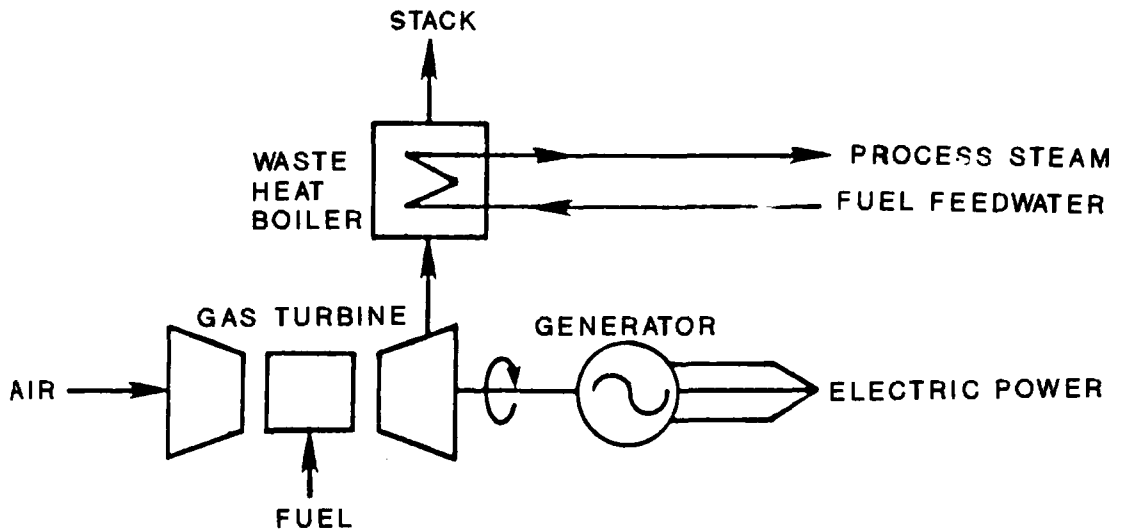 STACK
WASTE
HEAT
BOILER
PROCESS STEAM
FUEL FEEDWATER
GAS TURBINE
GENERATOR
AIR
ELECTRIC POWER
FUEL